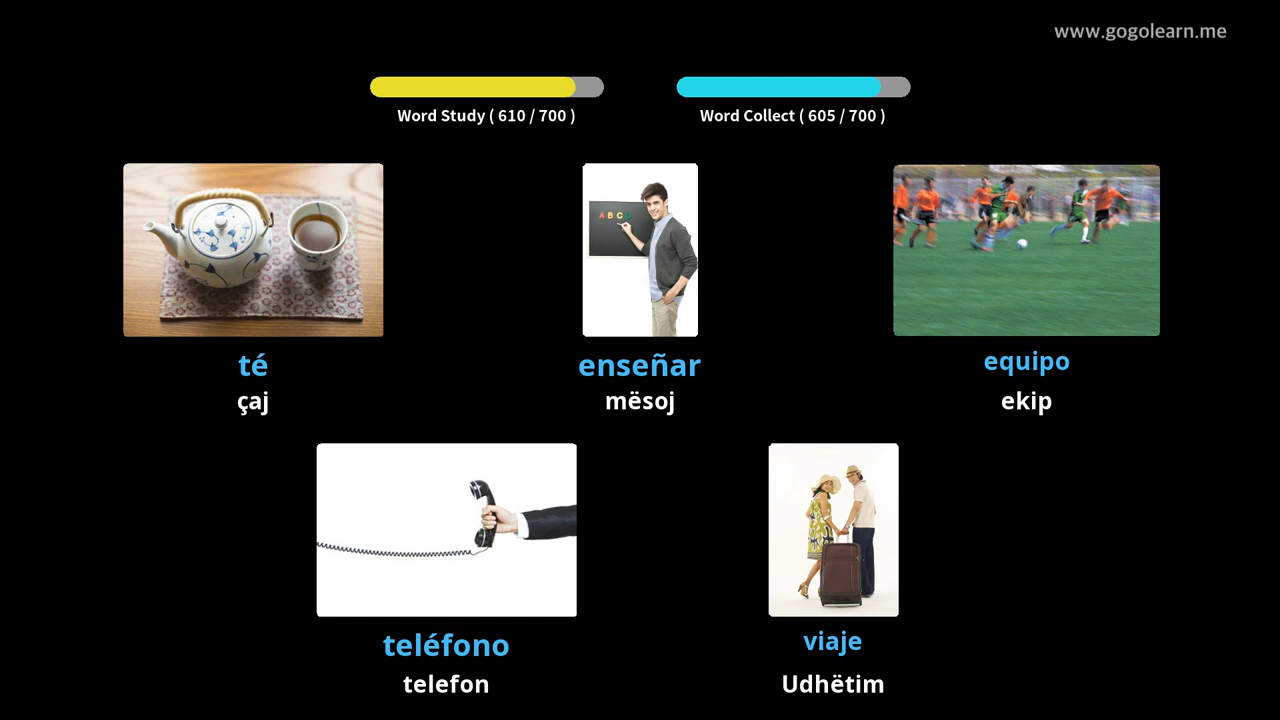 www.gogolearn.me
Word Study ( 610 / 700 )
Word Collect ( 605 / 700 )
té
çaj
enseñar
mësoj
equipo
ekip
teléfono
telefon
viaje
Udhëtim